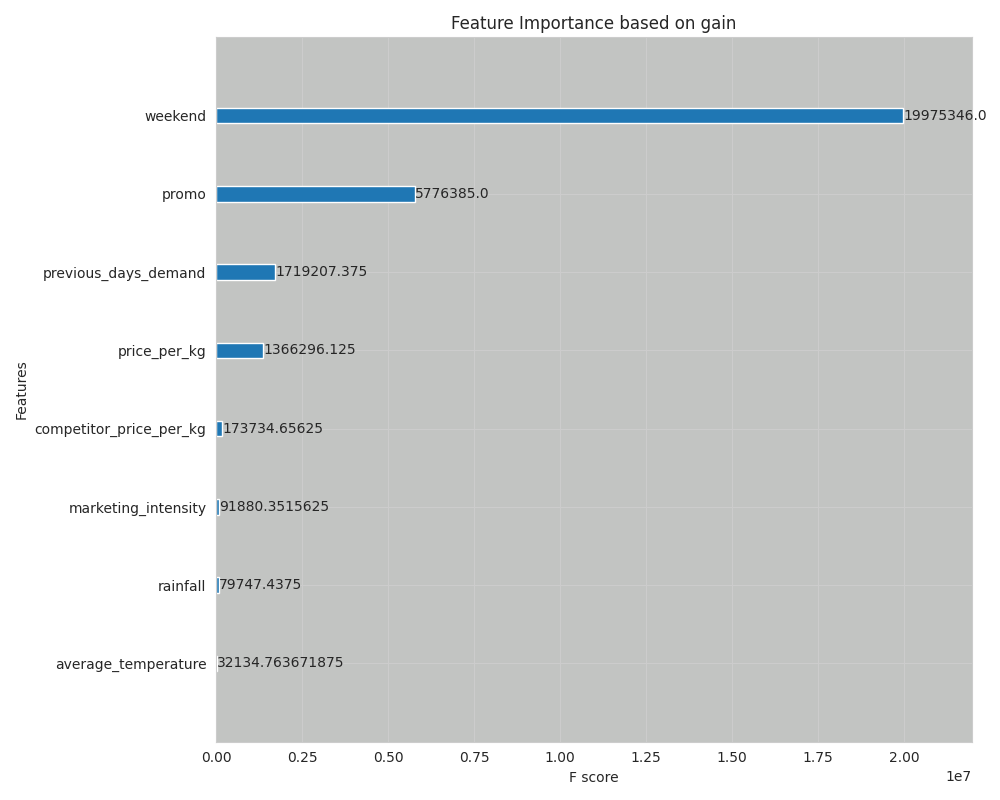 Feature Importance based on gain
weekend
19975346.0
promo
5776385.0
previous_days_demand
1719207.375
price_per_kg
1366296.125
competitor_price_per_kg
173734.65625
marketing_intensity
91880.3515625
rainfall
79747.4375
average_temperature
32134.763671875
Features
0.00 0.25 0.50 0.75 1.00 1.25 1.50 1.75 2.00
1e7
F score